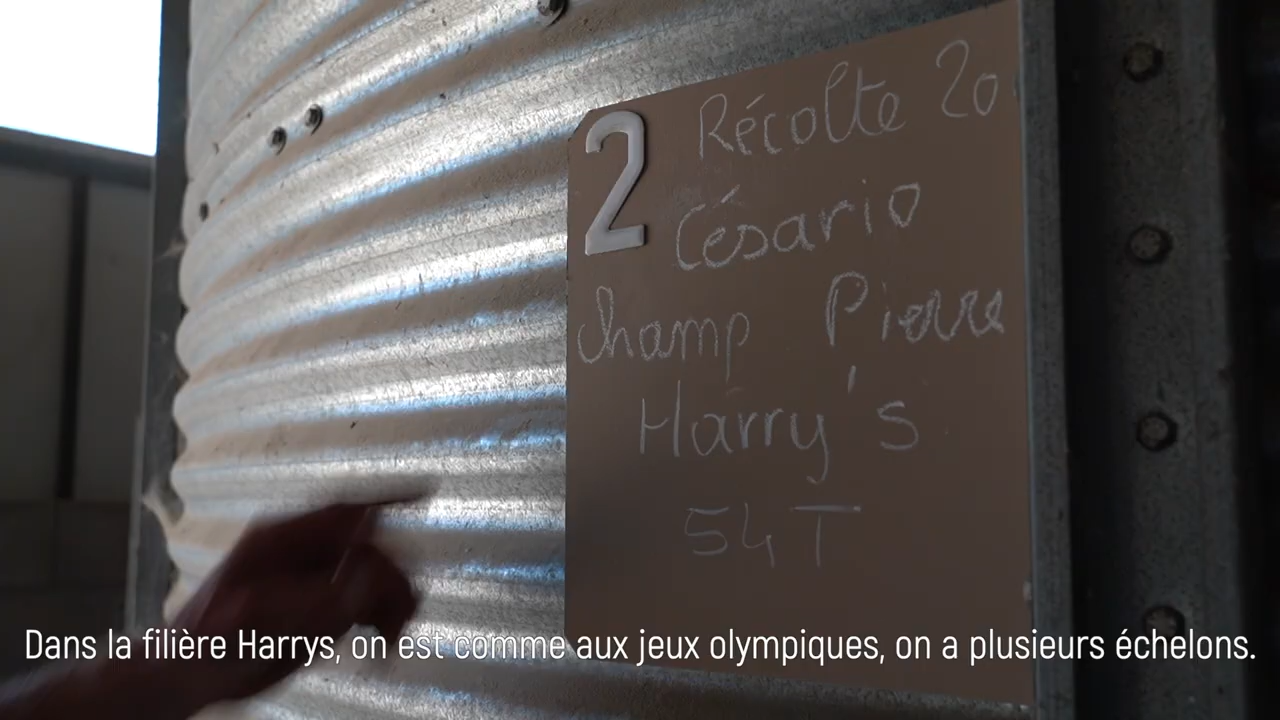 2 Récolte 20
Césario
champ Pierre
Harry's
54T
Dans la filière Harrys, on est comme aux jeux olympiques, on a plusieurs échelons.